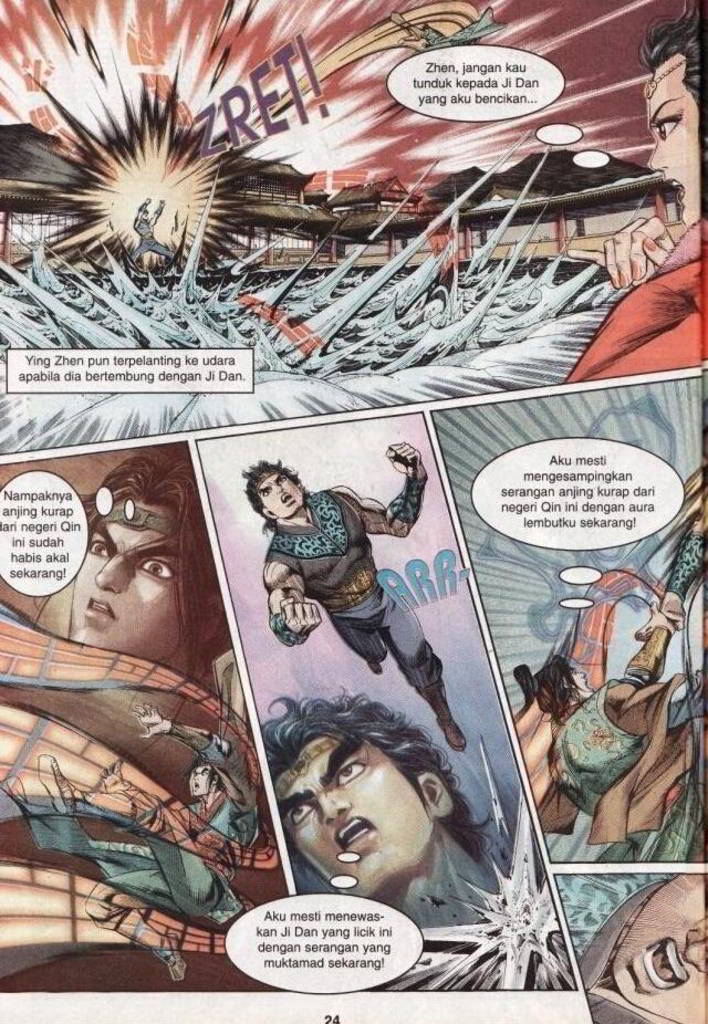 ZRET!
Zhen, jangan kau
tunduk kepada Ji Dan
yang aku bencikan...
Ying Zhen pun terpelanting ke udara
apabila dia bertembung dengan Ji Dan.
Nampaknya
anjing kurap
dari negeri Qin
ini sudah
habis akal
sekarang!
ARR-
Aku mesti menewas-
kan Ji Dan yang licik ini
dengan serangan yang
muktamad sekarang!
Aku mesti
mengesampingkan
serangan anjing kurap dari
negeri Qin ini dengan aura
lembutku sekarang!
24